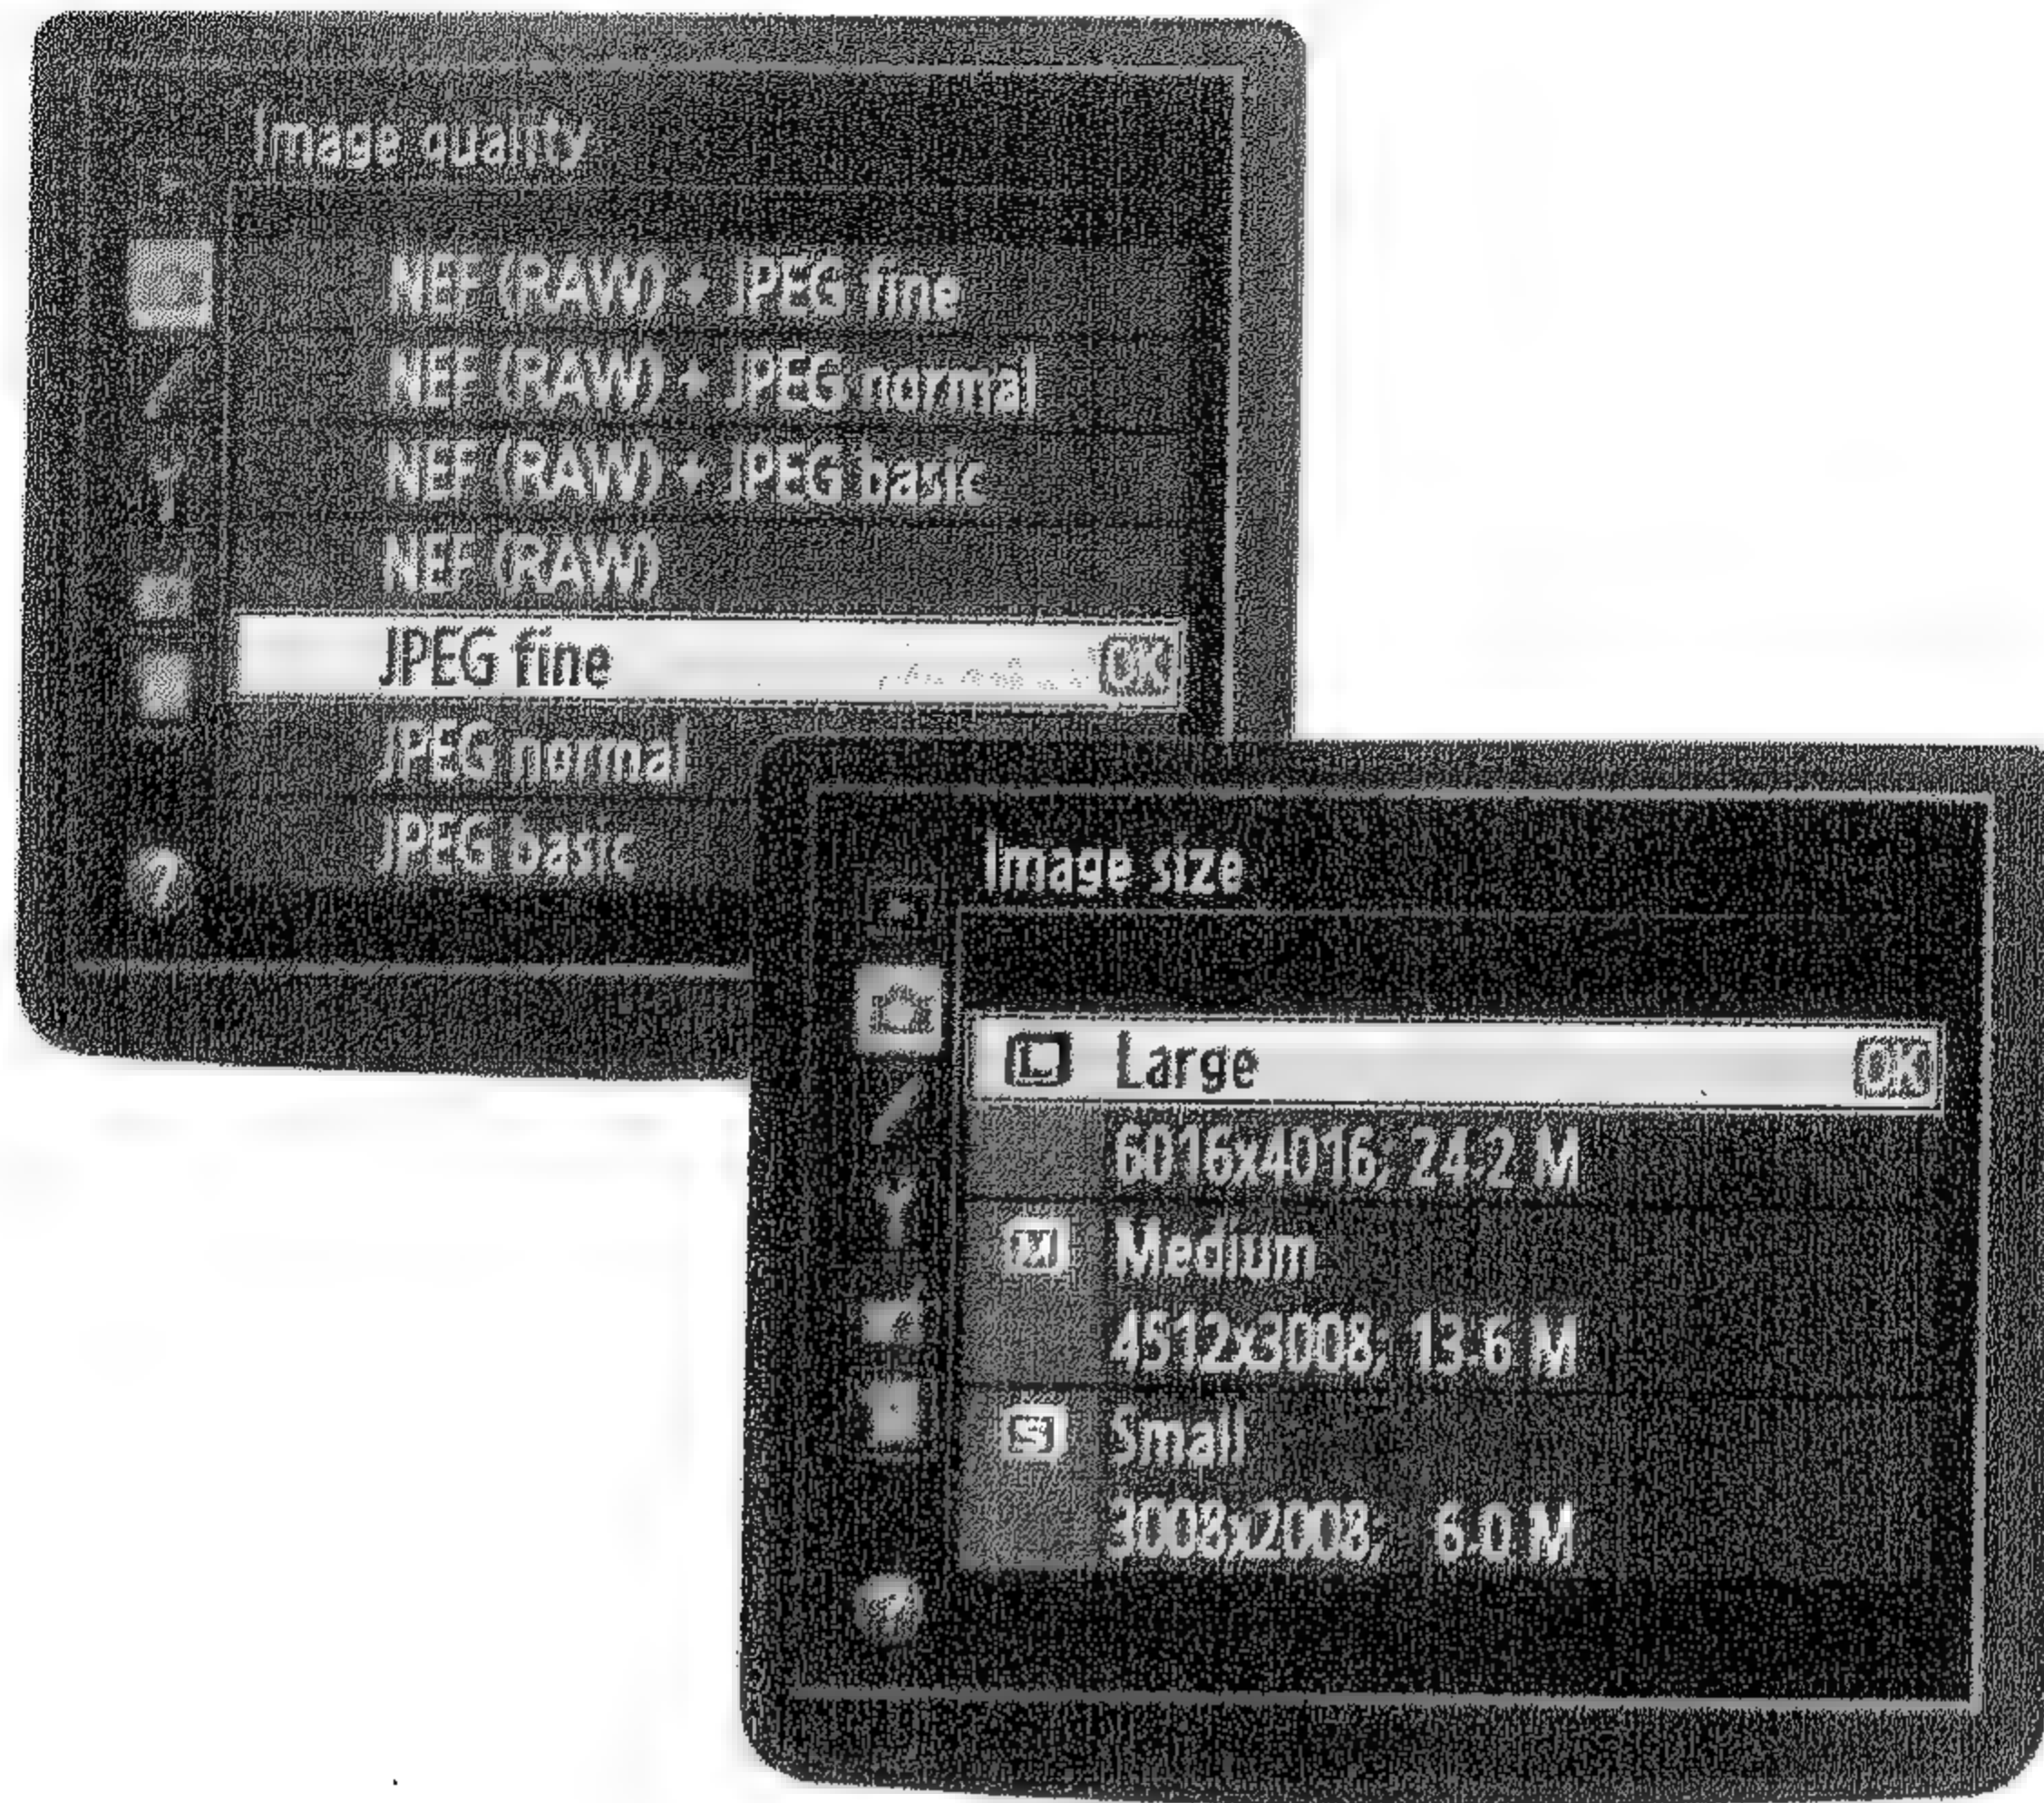 Image quality
NEF (RAW) + JPEG fine
NEF (RAW) + JPEG normal
NEF (RAW) + JPEG basic
NEF (RAW)
JPEG fine OK
JPEG normal
JPEG basic
?
Image size
L Large OK
6016x4016; 24.2 M
M Medium
4512x3008; 13.6 M
S Small
3008x2008; 6.0 M
?